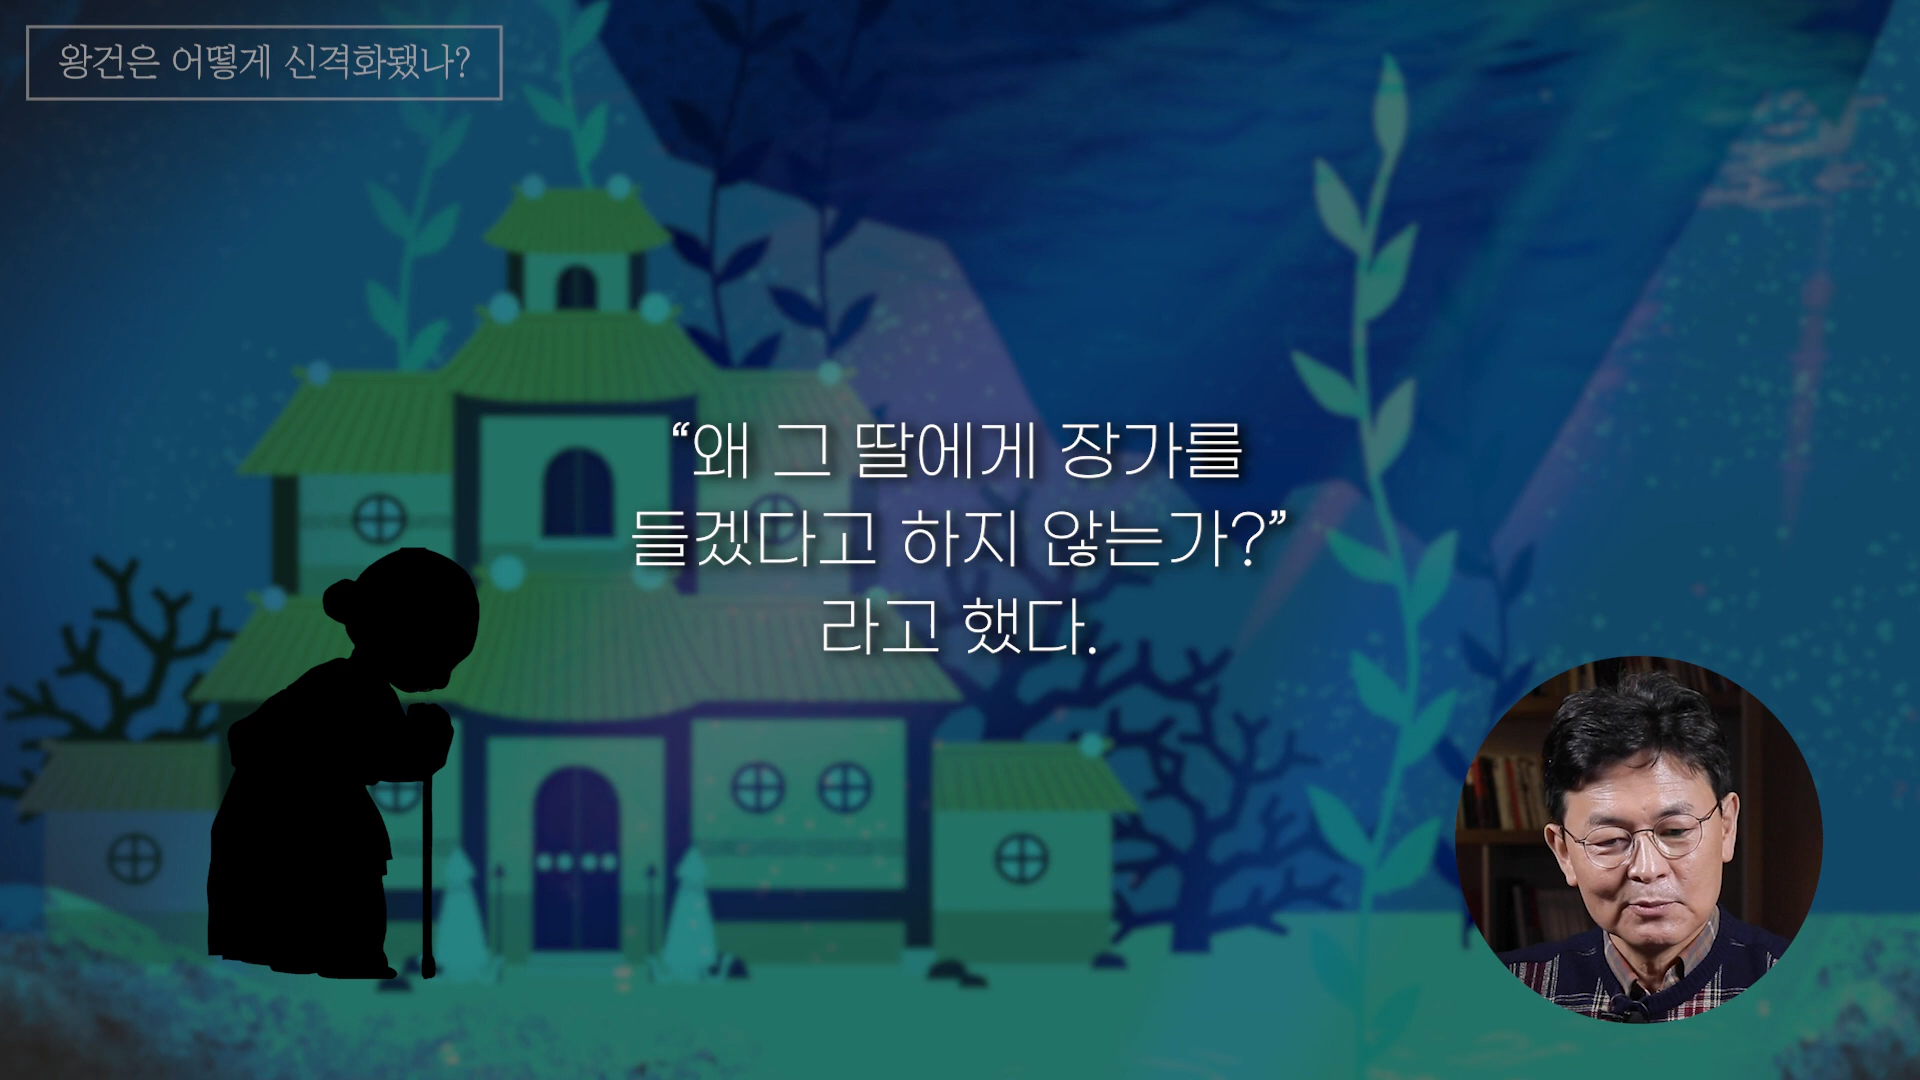 왕건은 어떻게 신격화됐나?
“왜 그 딸에게 장가를
들겠다고 하지 않는가?”
라고 했다.